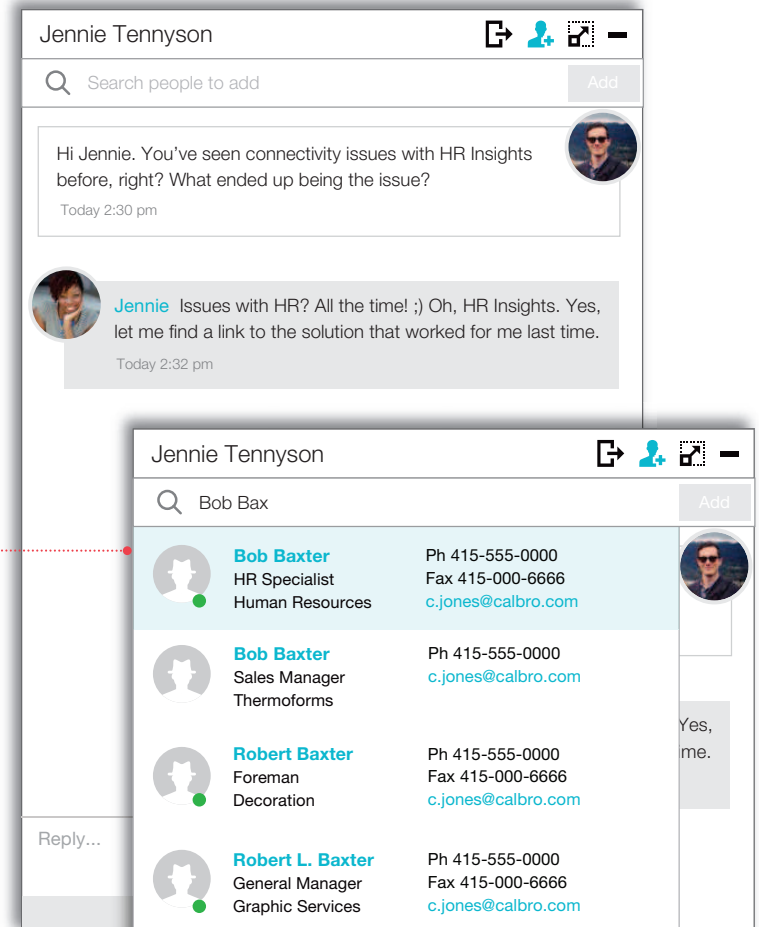 Jennie Tennyson
Search people to add
Add
Hi Jennie. You've seen connectivity issues with HR Insights
before, right? What ended up being the issue?
Today 2:30 pm
Jennie Issues with HR? All the time! ;) Oh, HR Insights. Yes,
let me find a link to the solution that worked for me last time.
Today 2:32 pm
Reply...
Jennie Tennyson
Bob Bax
Add
Bob Baxter
HR Specialist
Human Resources
Ph 415-555-0000
Fax 415-000-6666
c.jones@calbro.com
Bob Baxter
Sales Manager
Thermoforms
Ph 415-555-0000
c.jones@calbro.com
Robert Baxter
Foreman
Decoration
Ph 415-555-0000
Fax 415-000-6666
c.jones@calbro.com
Robert L. Baxter
General Manager
Graphic Services
Ph 415-555-0000
Fax 415-000-6666
c.jones@calbro.com
Yes,
me.